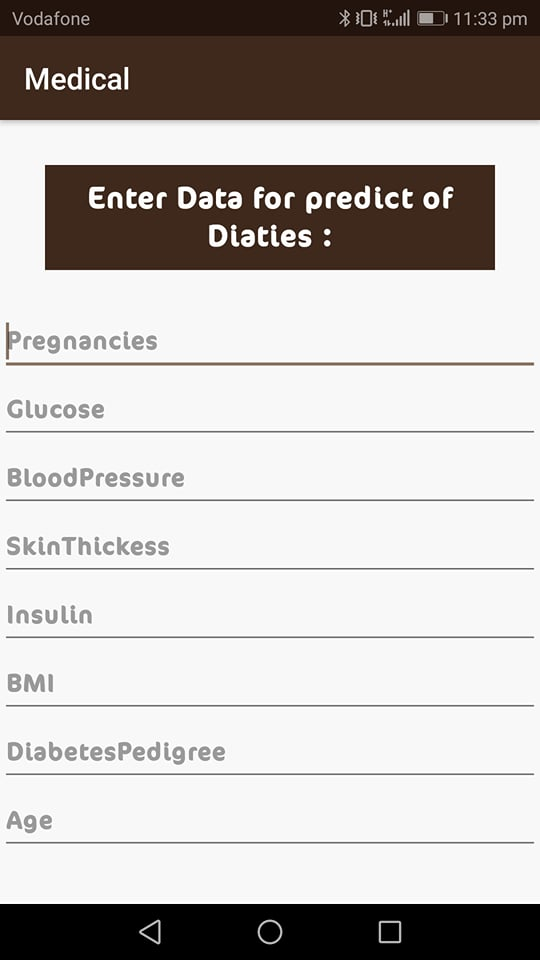 Vodafone 11:33 pm
Medical
Enter Data for predict of
Diaties :
Pregnancies
Glucose
BloodPressure
SkinThickess
Insulin
BMI
DiabetesPedigree
Age